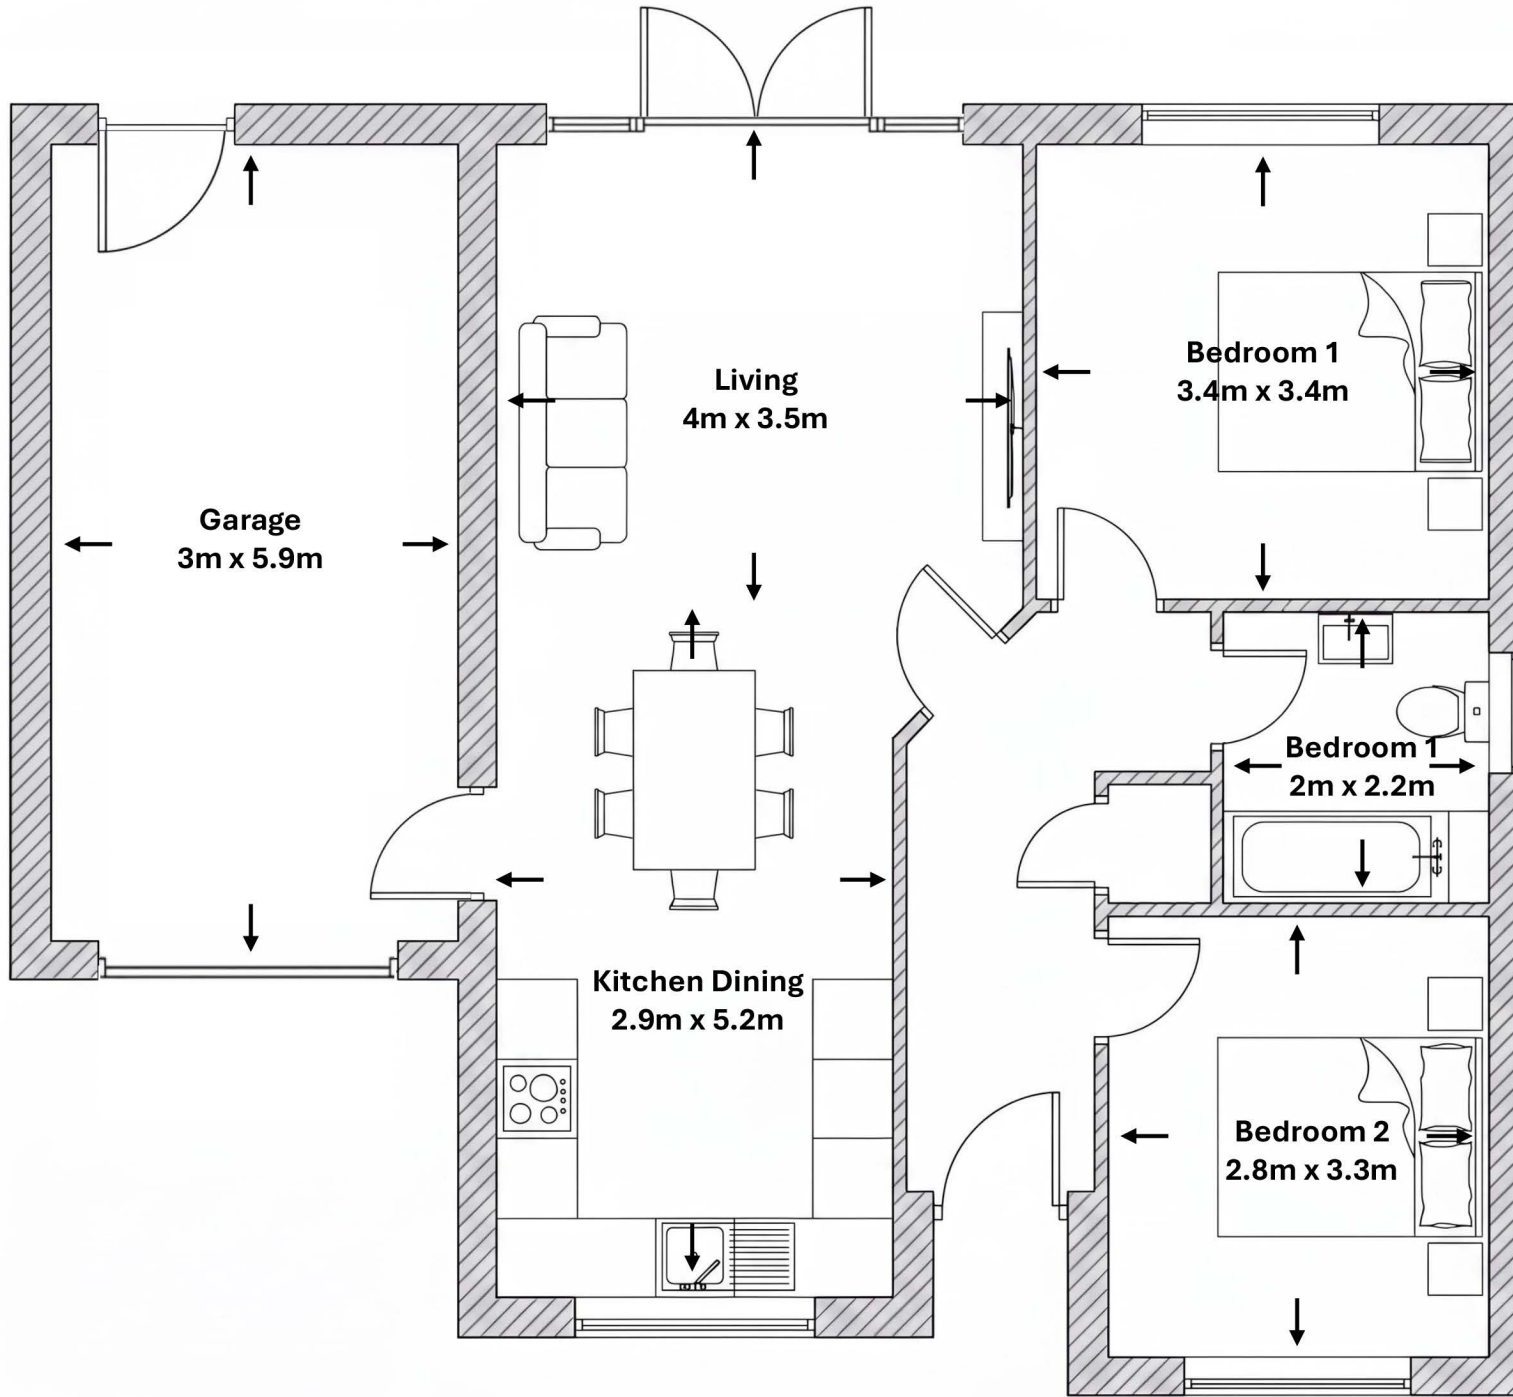 Living
4m x 3.5m
Bedroom 1
3.4m x 3.4m
Garage
3m x 5.9m
Bedroom 1
2m x 2.2m
Kitchen Dining
2.9m x 5.2m
Bedroom 2
2.8m x 3.3m